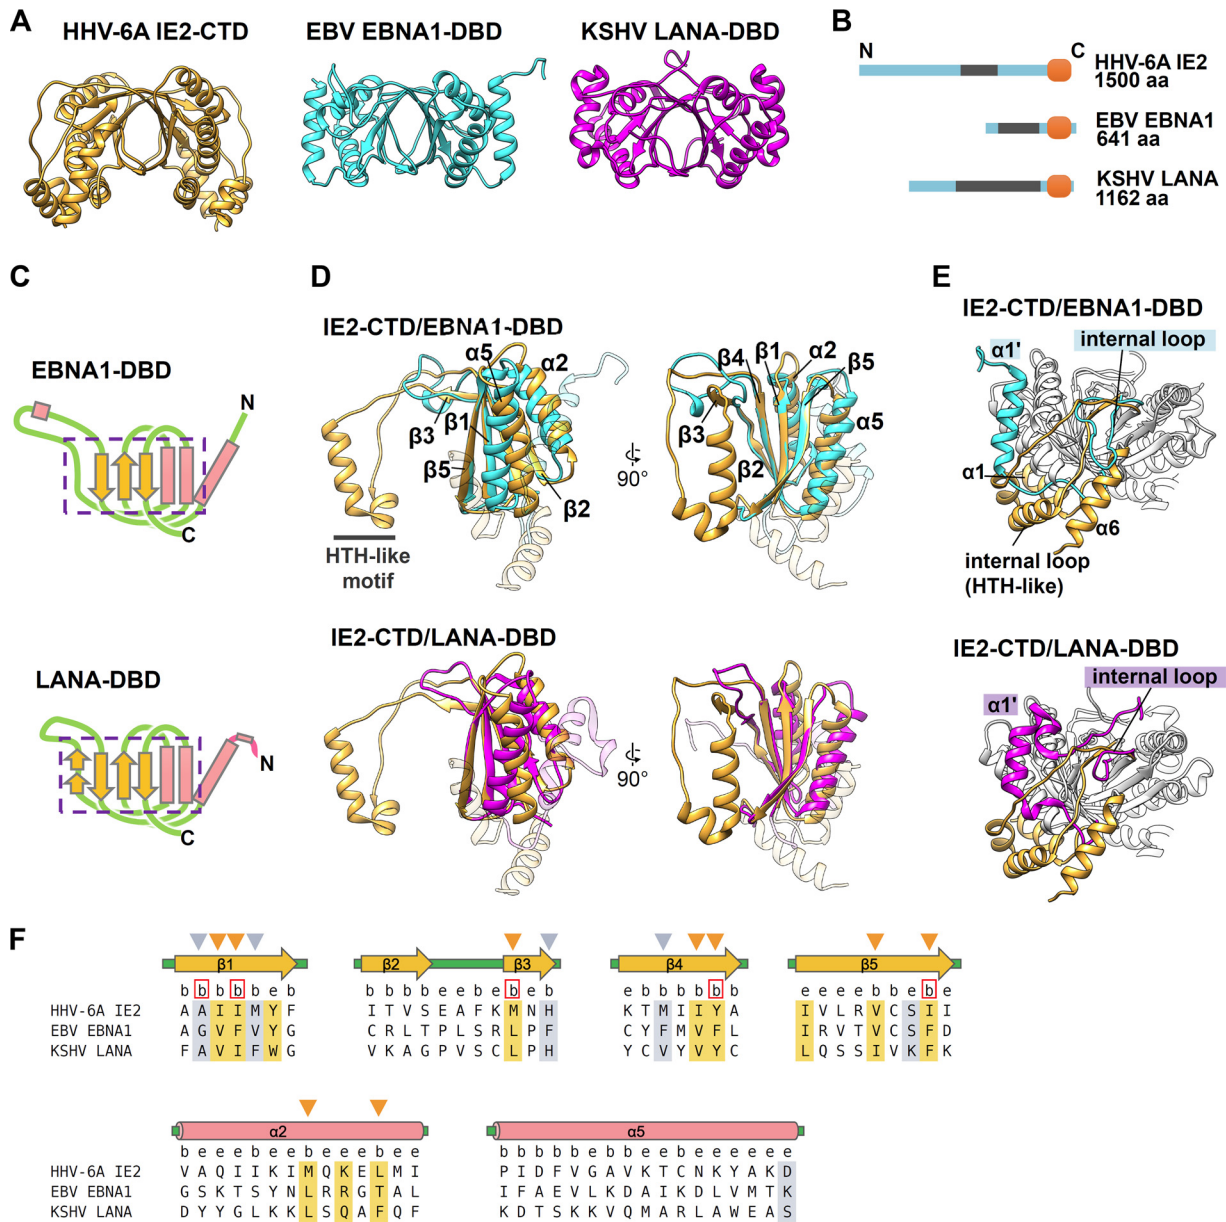 A
HHV-6A IE2-CTD
EBV EBNA1-DBD
KSHV LANA-DBD
B
N
C
HHV-6A IE2
1500 aa
EBV EBNA1
641 aa
KSHV LANA
1162 aa
C
EBNA1-DBD
N
C
LANA-DBD
N
C
D
IE2-CTD/EBNA1-DBD
α5
α2
β1
β3
β5
β2
HTH-like
motif
90°
β4
β1
α2
β5
β3
α5
β2
IE2-CTD/LANA-DBD
90°
E
IE2-CTD/EBNA1-DBD
α1'
internal loop
α1
α6
internal loop
(HTH-like)
IE2-CTD/LANA-DBD
internal loop
α1'
F
β1 β2 β3 β4 β5
b b b b b e b b b b e e b e b b e b e b e b b b e e e e b e e b e
HHV-6A IE2 A A I I M Y F I T V S E A F K M N H K T M I I Y A I V L R V C S I I
EBV EBNA1 A G V F V Y G C R L T P L S R L P F C Y F M V F L I R V T V C S F D
KSHV LANA F A V I F W G V K A G P V S C L P H Y C V Y V Y C L Q S S I V K F K
α2 α5
b e e b e e e b e e e b e e b e e b b e e b e e b e e b e e e
HHV-6A IE2 V A Q I I K I M Q K E L M I P I D F V G A V K T C N K Y A K D
EBV EBNA1 G S K T S Y N L R R G T A L I F A E V L K D A I K D L V M T K
KSHV LANA D Y Y G L K K L S Q A F Q F K D T S K K V Q M A R L A W E A S